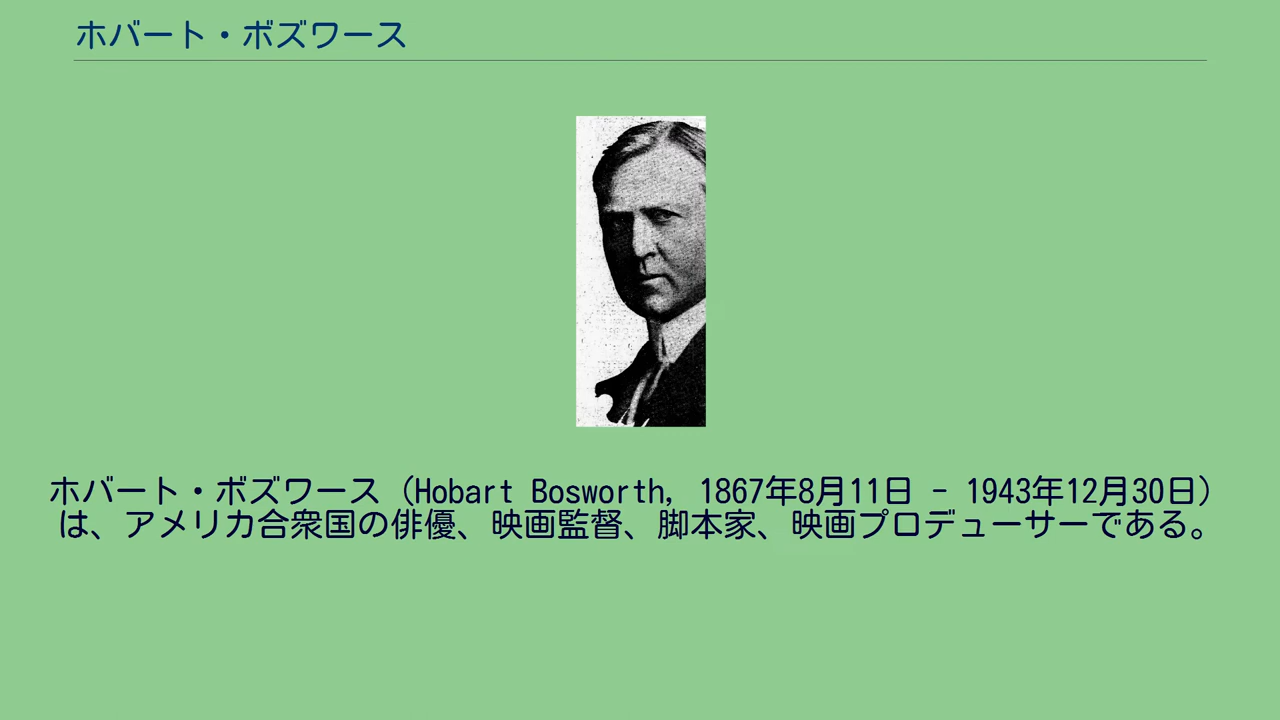 ホバート・ボズワース
ホバート・ボズワース（Hobart Bosworth, 1867年8月11日 - 1943年12月30日）
は、アメリカ合衆国の俳優、映画監督、脚本家、映画プロデューサーである。